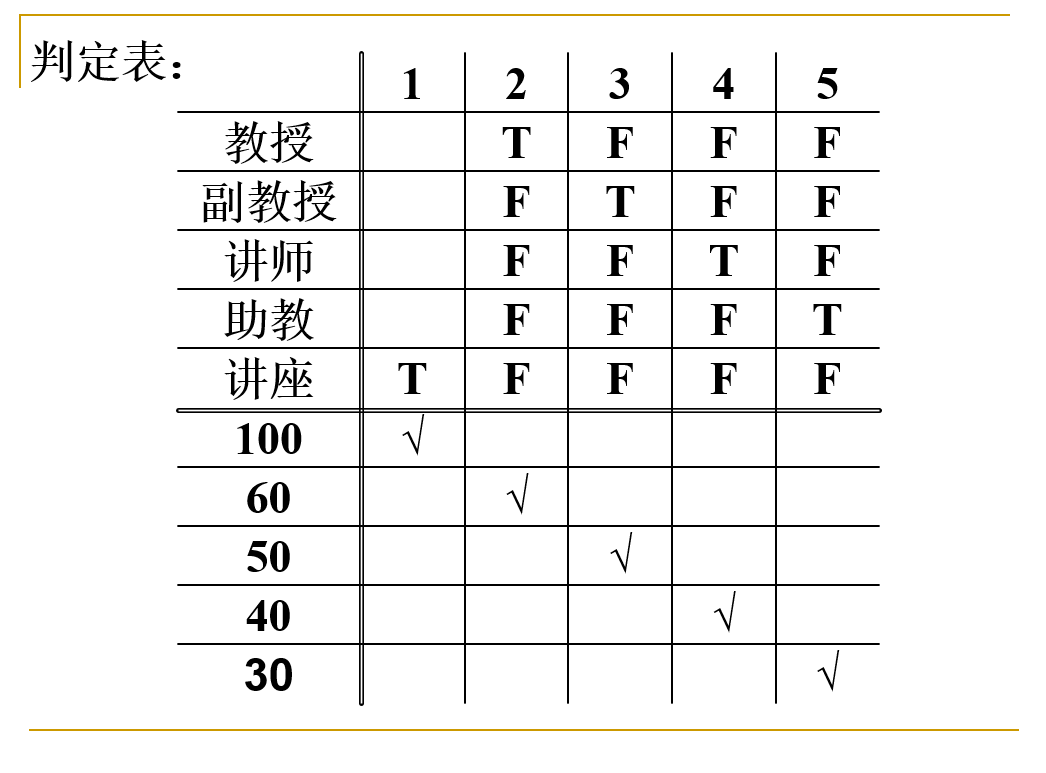 判定表：
1 2 3 4 5
教授 T F F F
副教授 F T F F
讲师 F F T F
助教 F F F T
讲座 T F F F F
100 √
60 √
50 √
40 √
30 √